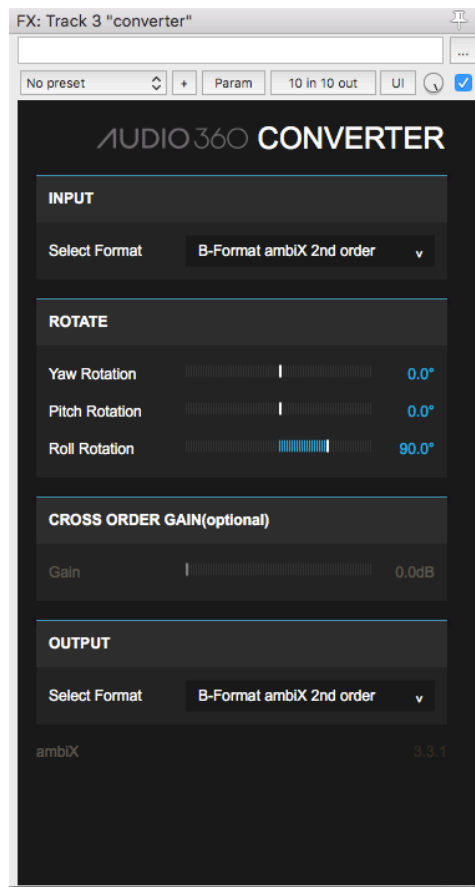 FX: Track 3 "converter"
...
No preset + Param 10 in 10 out UI
AUDIO360 CONVERTER
INPUT
Select Format B-Format ambiX 2nd order v
ROTATE
Yaw Rotation 0.0°
Pitch Rotation 0.0°
Roll Rotation 90.0°
CROSS ORDER GAIN(optional)
Gain 0.0dB
OUTPUT
Select Format B-Format ambiX 2nd order v
ambiX 3.3.1